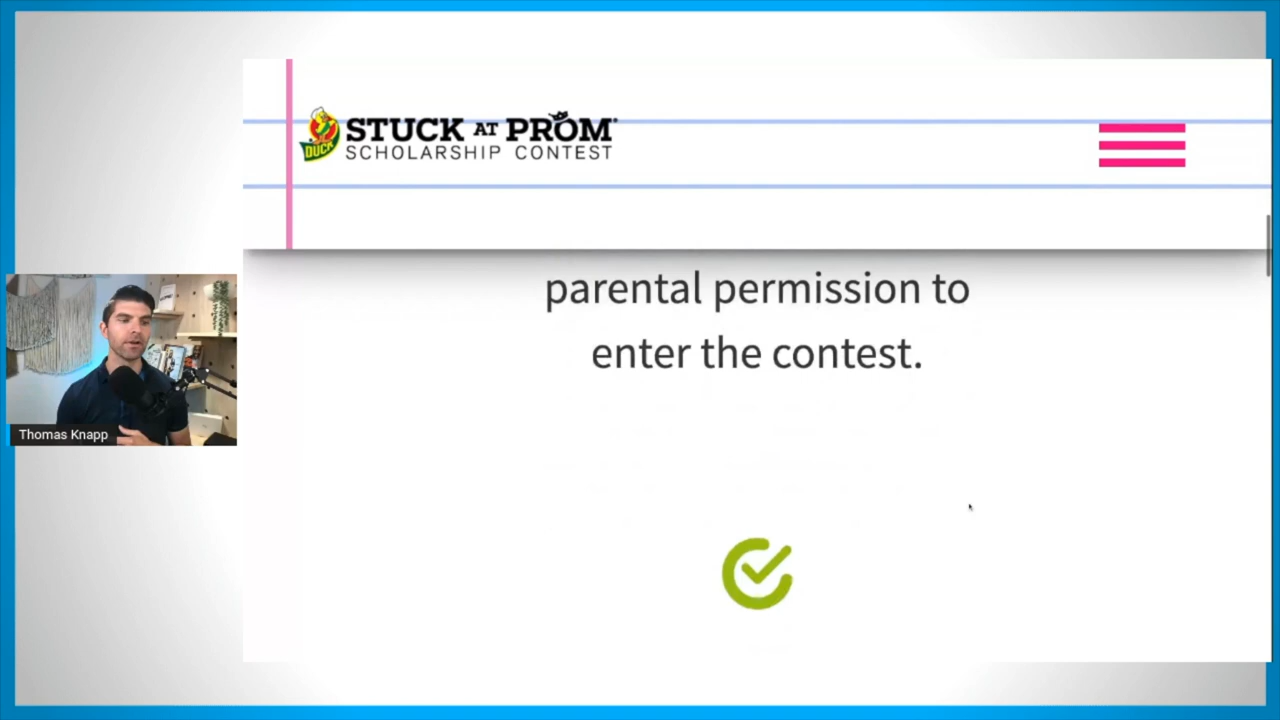 STUCK AT PROM®
SCHOLARSHIP CONTEST
DUCK
parental permission to
enter the contest.
Thomas Knapp